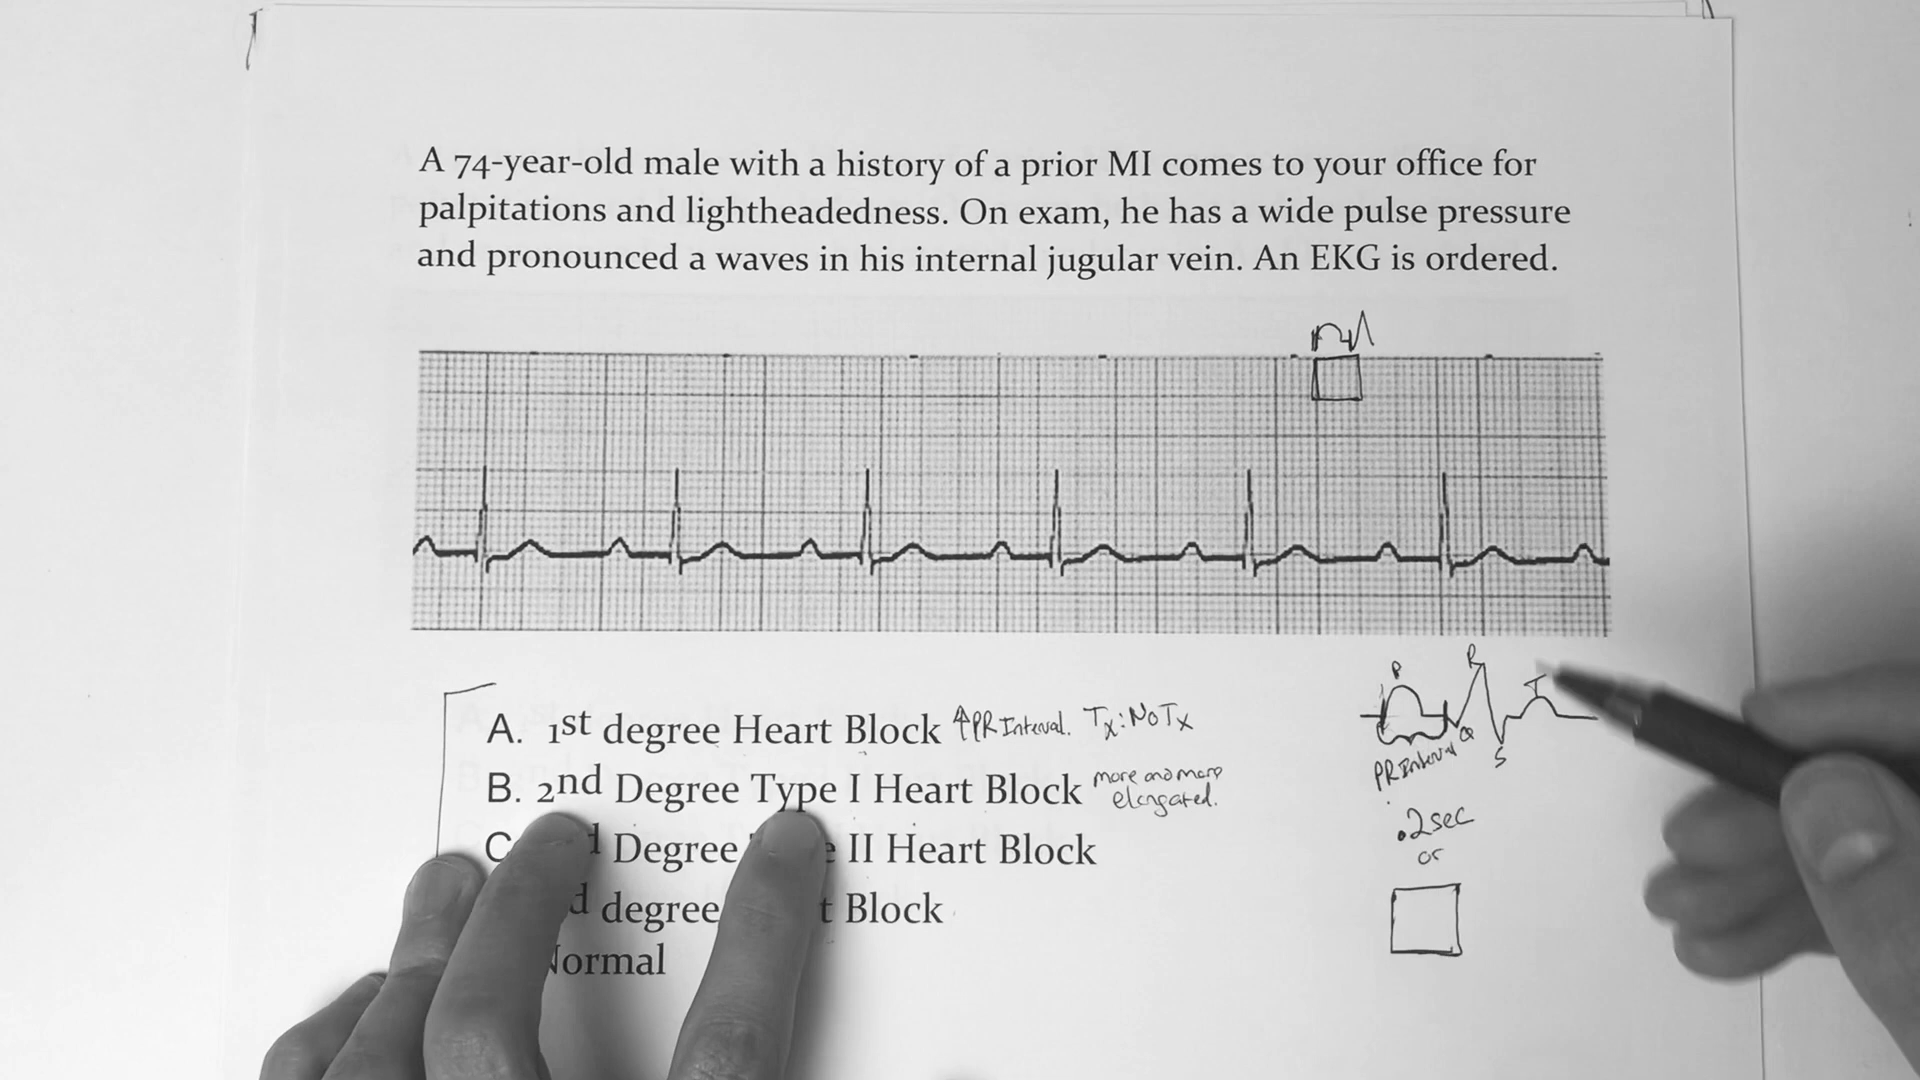 A 74-year-old male with a history of a prior MI comes to your office for
palpitations and lightheadedness. On exam, he has a wide pulse pressure
and pronounced a waves in his internal jugular vein. An EKG is ordered.
A. 1st degree Heart Block ↑PR Interval. Tx: No Tx
B. 2nd Degree Type I Heart Block more and more
elongated.
C Degree II Heart Block
degree Block
Normal
P
R
T
Q
S
PR Interval
.2sec
or